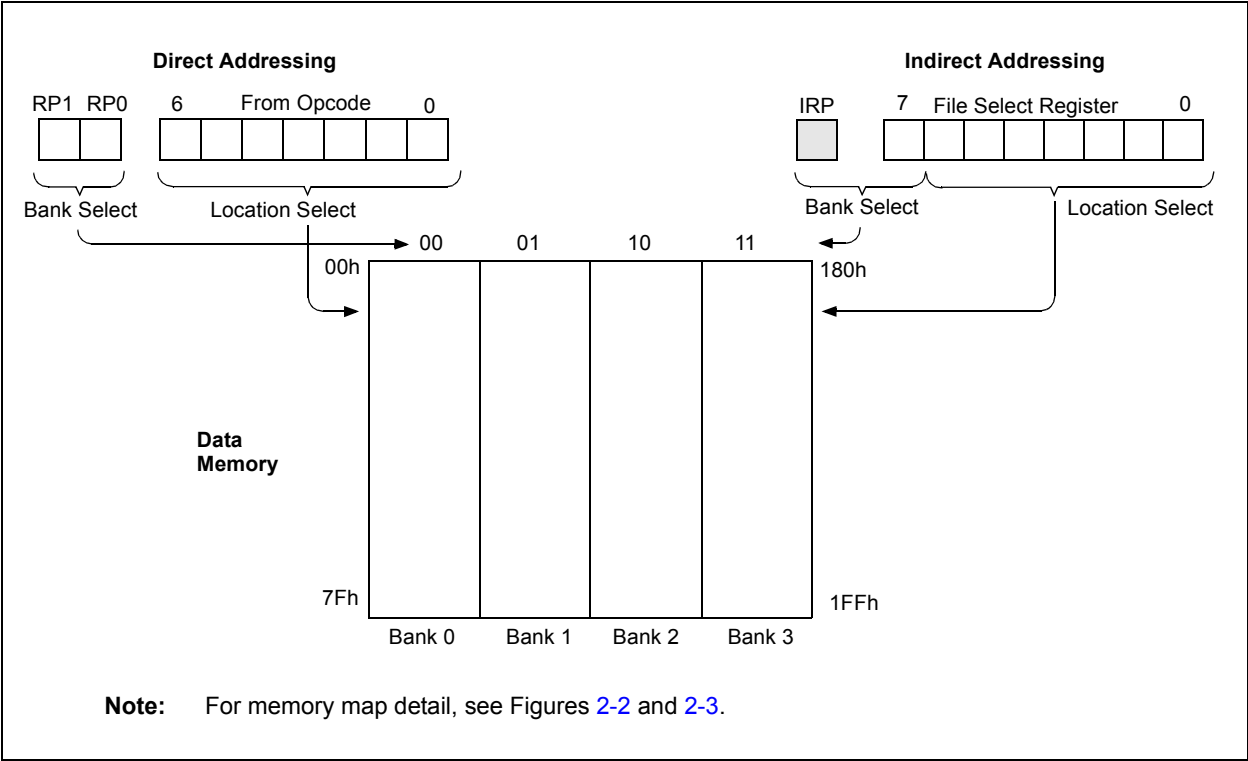 Direct Addressing
Indirect Addressing
RP1 RP0 6 From Opcode 0
IRP 7 File Select Register 0
Bank Select Location Select
Bank Select Location Select
00 01 10 11
00h 180h
Data
Memory
7Fh 1FFh
Bank 0 Bank 1 Bank 2 Bank 3
Note: For memory map detail, see Figures 2-2 and 2-3.